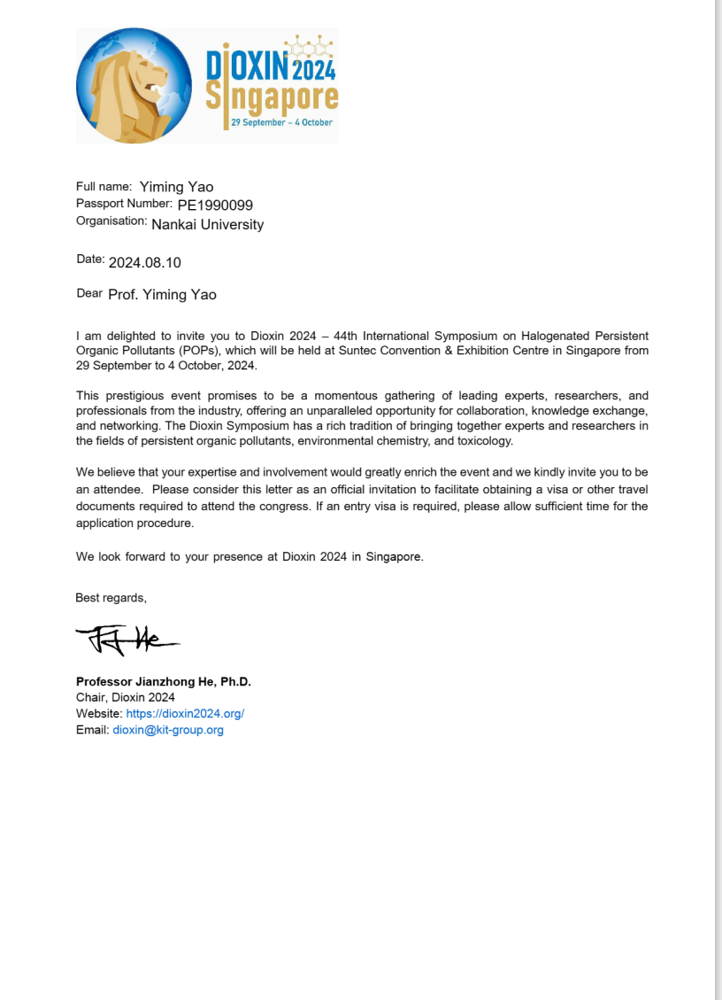 DiOXIN 2024
Singapore
29 September – 4 October
Full name: Yiming Yao
Passport Number: PE1990099
Organisation: Nankai University
Date: 2024.08.10
Dear Prof. Yiming Yao
I am delighted to invite you to Dioxin 2024 – 44th International Symposium on Halogenated Persistent
Organic Pollutants (POPs), which will be held at Suntec Convention & Exhibition Centre in Singapore from
29 September to 4 October, 2024.
This prestigious event promises to be a momentous gathering of leading experts, researchers, and
professionals from the industry, offering an unparalleled opportunity for collaboration, knowledge exchange,
and networking. The Dioxin Symposium has a rich tradition of bringing together experts and researchers in
the fields of persistent organic pollutants, environmental chemistry, and toxicology.
We believe that your expertise and involvement would greatly enrich the event and we kindly invite you to be
an attendee. Please consider this letter as an official invitation to facilitate obtaining a visa or other travel
documents required to attend the congress. If an entry visa is required, please allow sufficient time for the
application procedure.
We look forward to your presence at Dioxin 2024 in Singapore.
Best regards,
Professor Jianzhong He, Ph.D.
Chair, Dioxin 2024
Website: https://dioxin2024.org/
Email: dioxin@kit-group.org